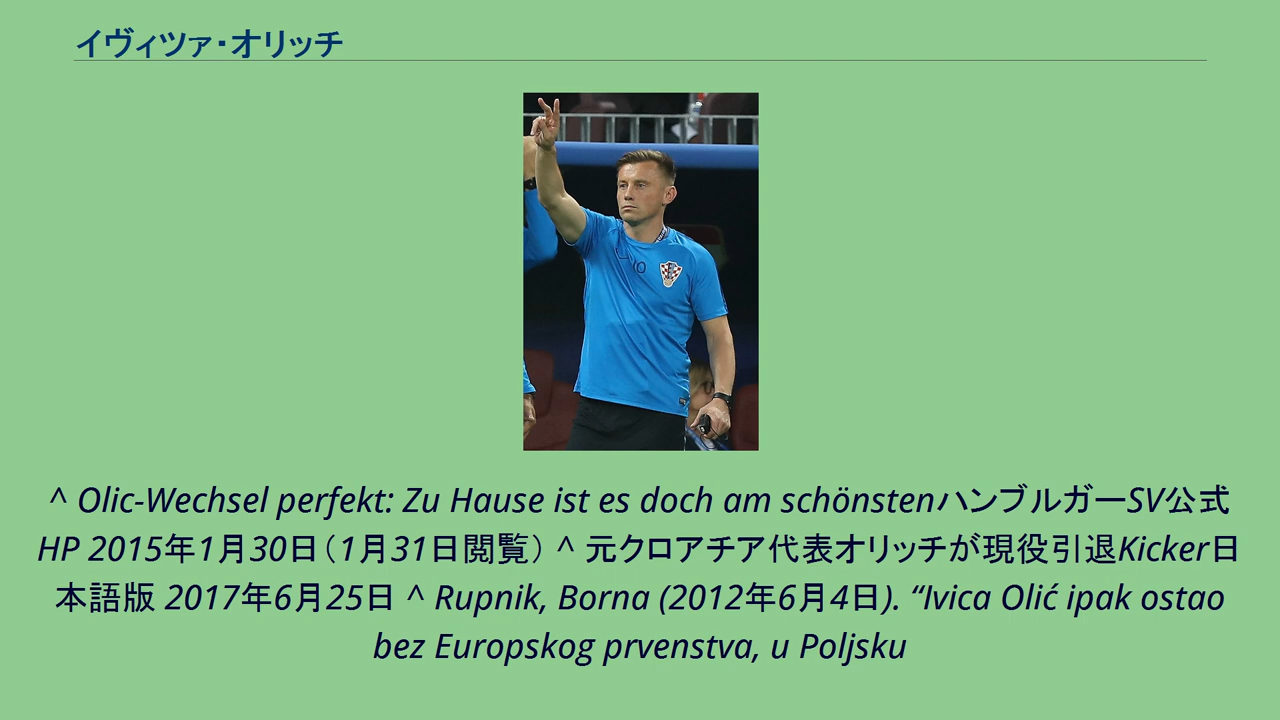 イヴィツァ・オリッチ
^ Olic-Wechsel perfekt: Zu Hause ist es doch am schönstenハンブルガーSV公式
HP 2015年1月30日（1月31日閲覧） ^ 元クロアチア代表オリッチが現役引退Kicker日
本語版 2017年6月25日 ^ Rupnik, Borna (2012年6月4日). “Ivica Olić ipak ostao
bez Europskog prvenstva, u Poljsku